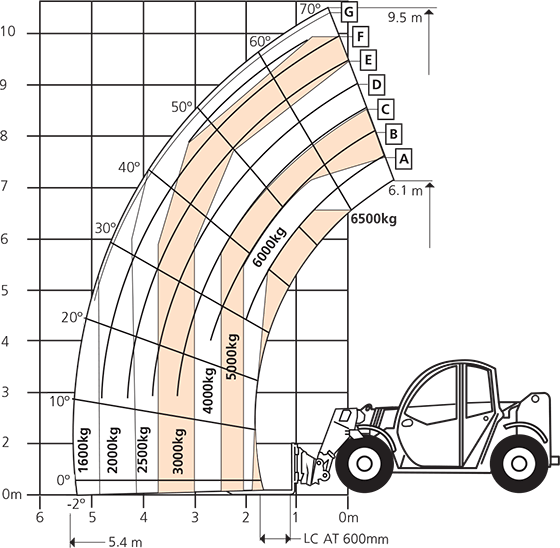 70°
G
9.5 m
10
F
60°
E
9
D
50°
C
8
B
A
40°
7
6.1 m
6500kg
30°
6
6000kg
5
20°
4
5000kg
4000kg
3
10°
2
1600kg
2000kg
2500kg
3000kg
0°
0m
-2°
6
5
4
3
2
1
0m
5.4 m
LC AT 600mm